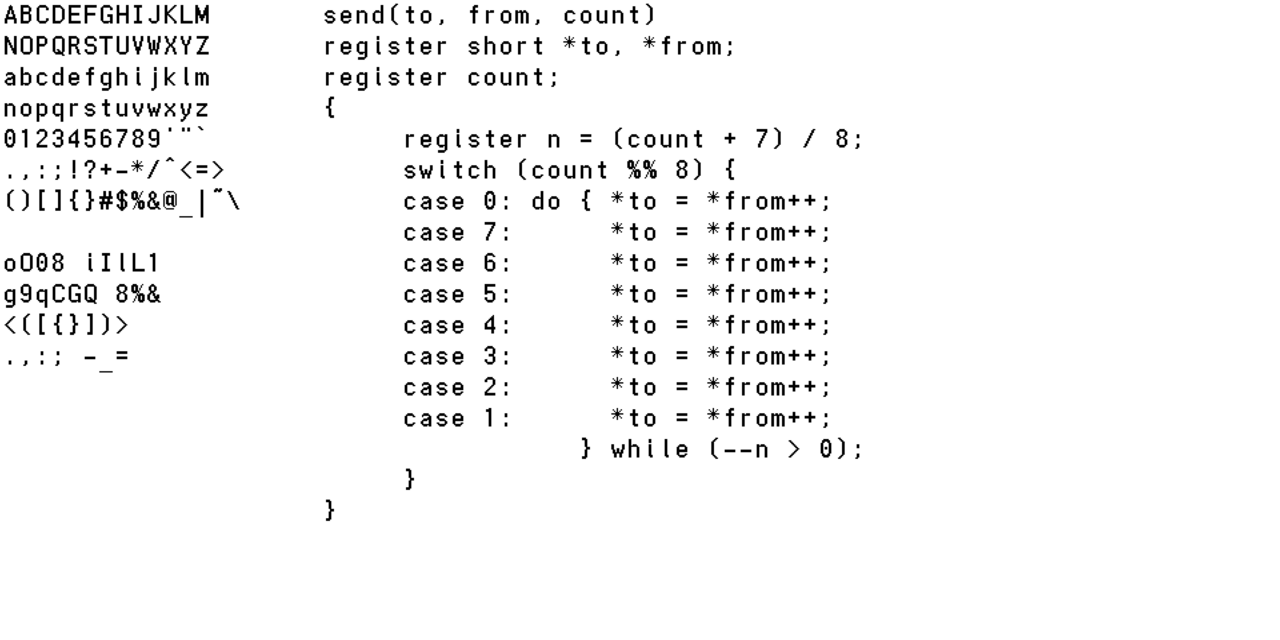 ABCDEFGHIJKLM
NOPQRSTUVWXYZ
abcdefghijklm
nopqrstuvwxyz
0123456789'"`
.,:;!?+-*/^<=>
()[]{}#$%&@_|~\
oO08 iIlL1
g9qCGQ 8%&
<([{}])>
.,:; -_=
send(to, from, count)
register short *to, *from;
register count;
{
register n = (count + 7) / 8;
switch (count %% 8) {
case 0: do { *to = *from++;
case 7: *to = *from++;
case 6: *to = *from++;
case 5: *to = *from++;
case 4: *to = *from++;
case 3: *to = *from++;
case 2: *to = *from++;
case 1: *to = *from++;
} while (--n > 0);
}
}